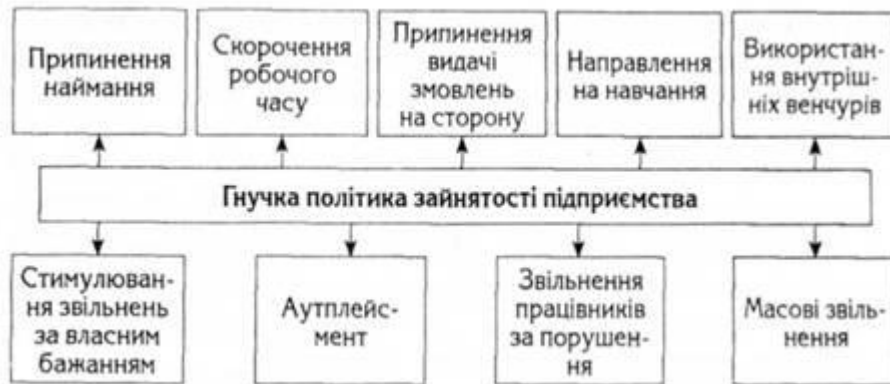 Припинення
наймання
Скорочення
робочого
часу
Припинення
видачі
змовлень
на сторону
Направлення
на навчання
Використан-
ня внутріш-
ніх венчурів
Гнучка політика зайнятості підприємства
Стимулюван-
ня звільнень
за власним
бажанням
Аутплейс-
мент
Звільнення
працівників
за порушен-
ня
Масові звіль-
нення